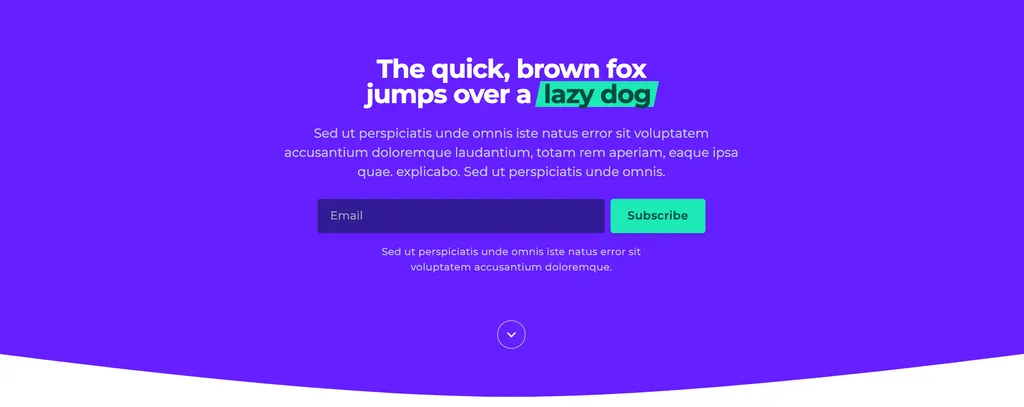 The quick, brown fox
jumps over a lazy dog
Sed ut perspiciatis unde omnis iste natus error sit voluptatem
accusantium doloremque laudantium, totam rem aperiam, eaque ipsa
quae. explicabo. Sed ut perspiciatis unde omnis.
Email
Subscribe
Sed ut perspiciatis unde omnis iste natus error sit
voluptatem accusantium doloremque.